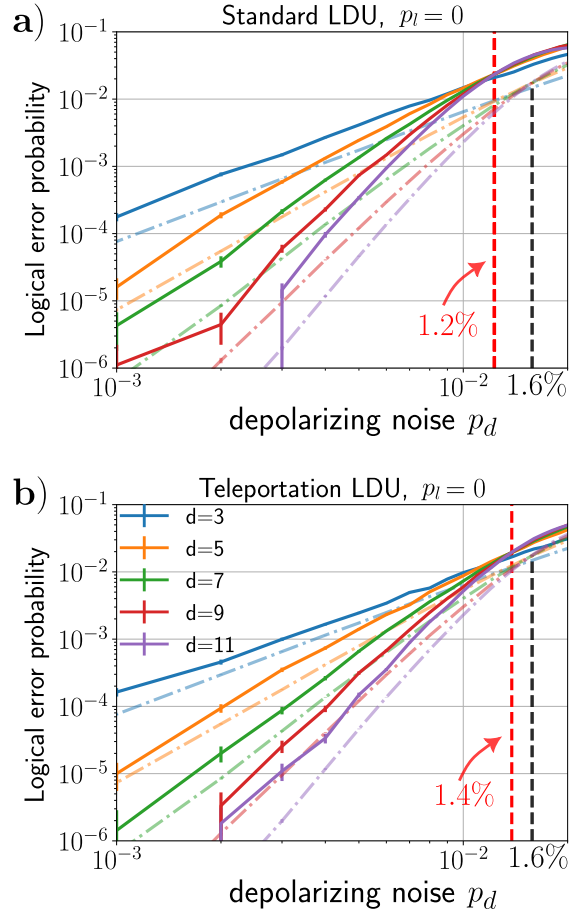 a)
Standard LDU, $p_l = 0$
Logical error probability
$10^{-1}$
$10^{-2}$
$10^{-3}$
$10^{-4}$
$10^{-5}$
$10^{-6}$
1.2%
$10^{-3}$
$10^{-2}$
1.6%
depolarizing noise $p_d$
b)
Teleportation LDU, $p_l = 0$
Logical error probability
$10^{-1}$
$10^{-2}$
$10^{-3}$
$10^{-4}$
$10^{-5}$
$10^{-6}$
d=3
d=5
d=7
d=9
d=11
1.4%
$10^{-3}$
$10^{-2}$
1.6%
depolarizing noise $p_d$